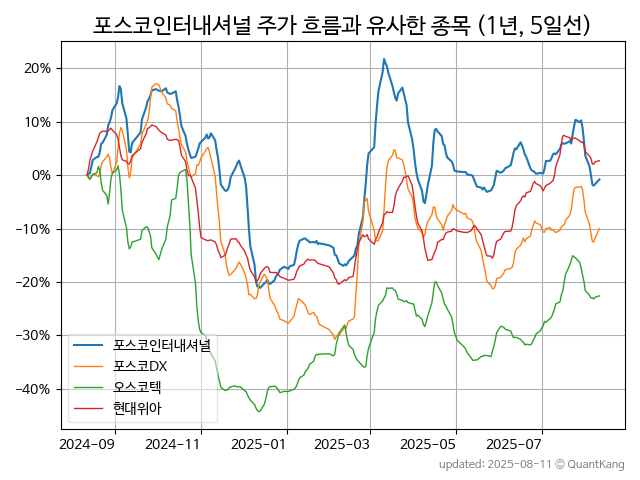 포스코인터내셔널 주가 흐름과 유사한 종목 (1년, 5일선)
20%
10%
0%
−10%
−20%
−30%
−40%
포스코인터내셔널
포스코DX
오스코텍
현대위아
2024-09 2024-11 2025-01 2025-03 2025-05 2025-07
updated: 2025-08-11 © QuantKang